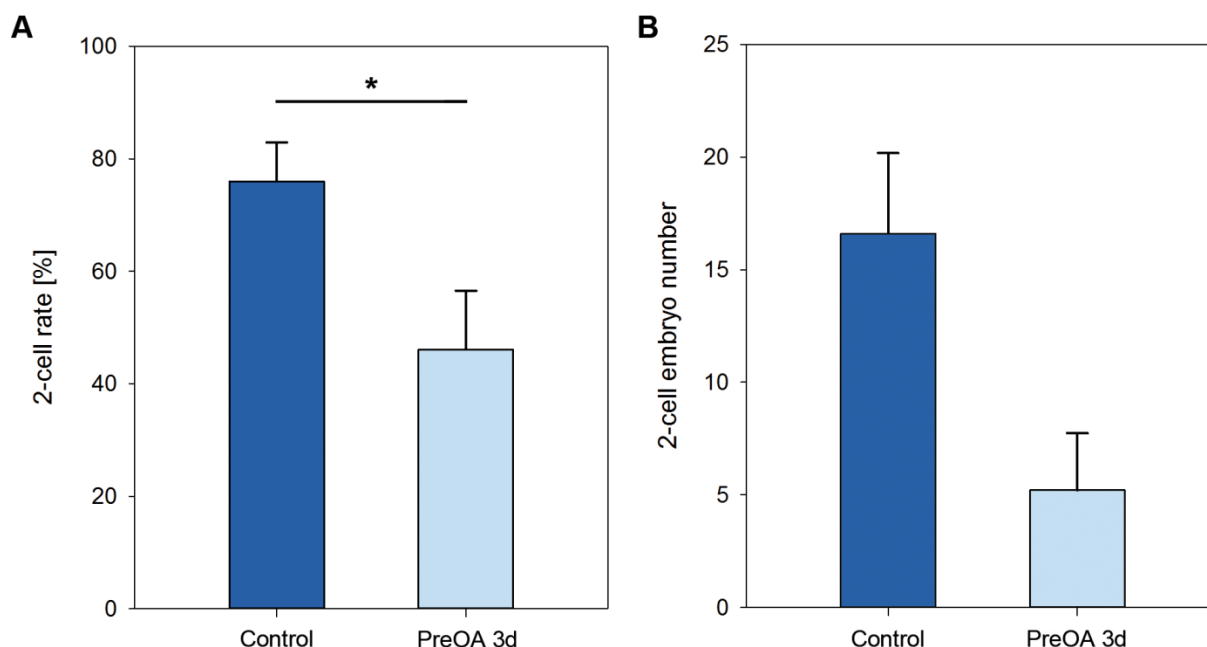 A
2-cell rate [%]
100
80
60
40
20
0
*
Control
PreOA 3d
B
2-cell embryo number
25
20
15
10
5
0
Control
PreOA 3d